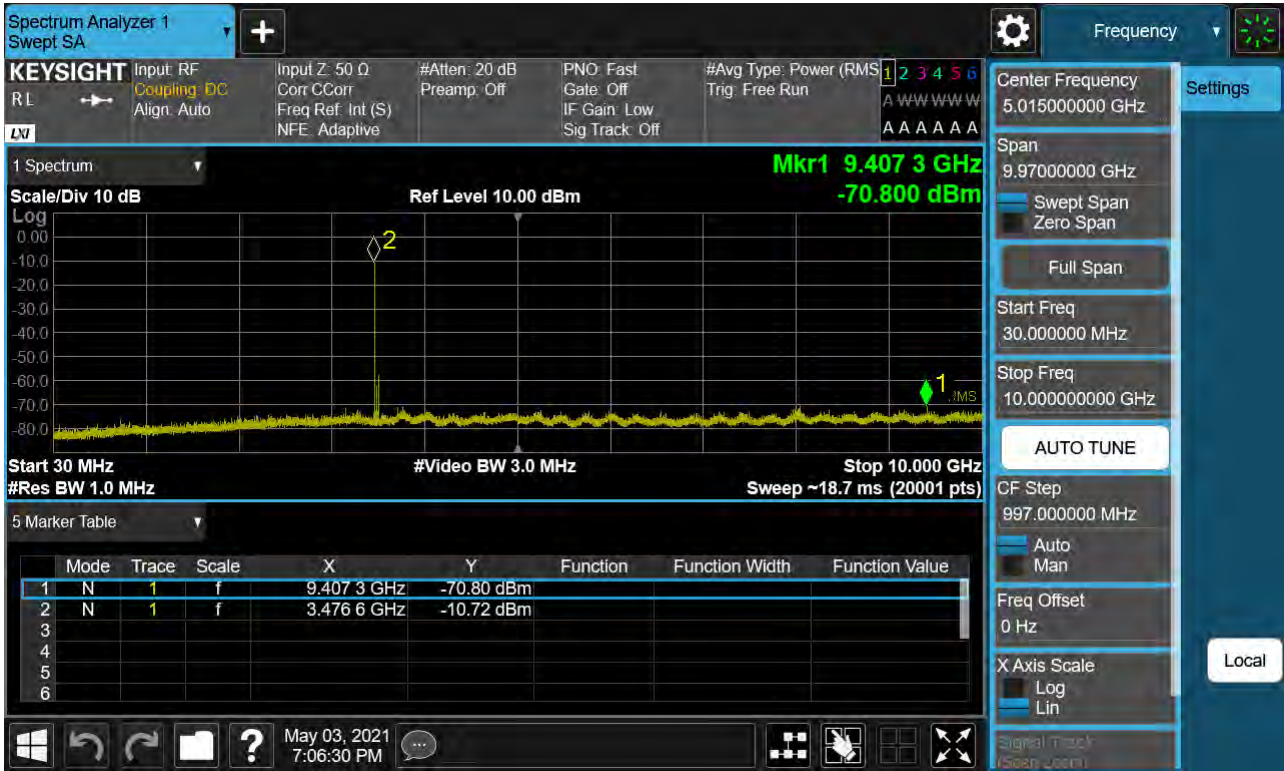 Spectrum Analyzer 1
Swept SA
+
Frequency
KEYSIGHT
RL
LXI
Input: RF
Coupling: DC
Align: Auto
Input Z: 50 Ω
Corr CCorr
Freq Ref: Int (S)
NFE: Adaptive
#Atten: 20 dB
Preamp: Off
PNO: Fast
Gate: Off
IF Gain: Low
Sig Track: Off
#Avg Type: Power (RMS
Trig: Free Run
1 2 3 4 5 6
A W W W W W
A A A A A A
1 Spectrum
Mkr1 9.407 3 GHz
Scale/Div 10 dB
Ref Level 10.00 dBm
-70.800 dBm
Log
0.00
-10.0
-20.0
-30.0
-40.0
-50.0
-60.0
-70.0
-80.0
2
1
RMS
Start 30 MHz
#Video BW 3.0 MHz
Stop 10.000 GHz
#Res BW 1.0 MHz
Sweep ~18.7 ms (20001 pts)
5 Marker Table
Mode Trace Scale X Y Function Function Width Function Value
1 N 1 f 9.407 3 GHz -70.80 dBm
2 N 1 f 3.476 6 GHz -10.72 dBm
3
4
5
6
Center Frequency
5.015000000 GHz
Span
9.97000000 GHz
Swept Span
Zero Span
Full Span
Start Freq
30.000000 MHz
Stop Freq
10.000000000 GHz
AUTO TUNE
CF Step
997.000000 MHz
Auto
Man
Freq Offset
0 Hz
X Axis Scale
Log
Lin
Signal Track
(Span Zoom)
Settings
Local
?
May 03, 2021
7:06:30 PM